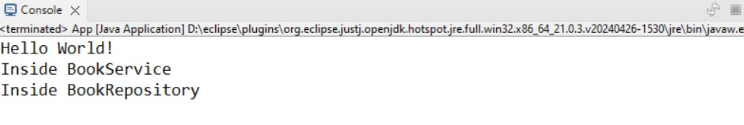 Console
<terminated> App [Java Application] D:\eclipse\plugins\org.eclipse.justj.openjdk.hotspot.jre.full.win32.x86_64_21.0.3.v20240426-1530\jre\bin\javaw.e
Hello World!
Inside BookService
Inside BookRepository